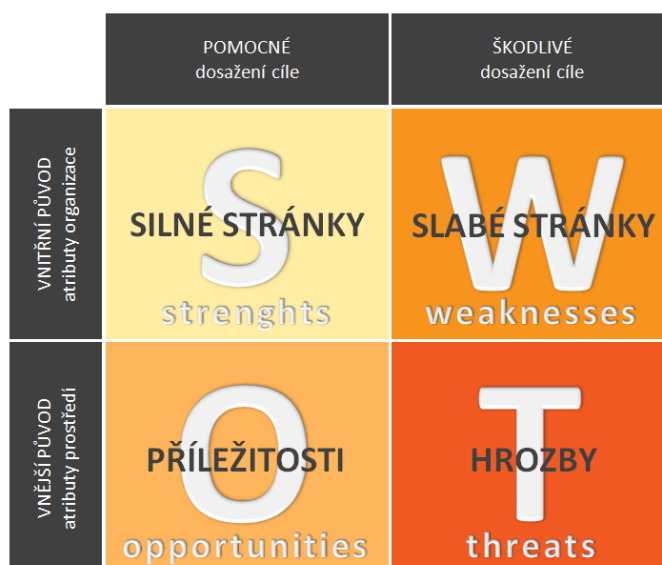 POMOCNÉ
dosažení cíle
ŠKODLIVÉ
dosažení cíle
VNITŘNÍ PŮVOD
atributy organizace
S
SILNÉ STRÁNKY
strenghts
W
SLABÉ STRÁNKY
weaknesses
VNĚJŠÍ PŮVOD
atributy prostředí
O
PŘÍLEŽITOSTI
opportunities
T
HROZBY
threats